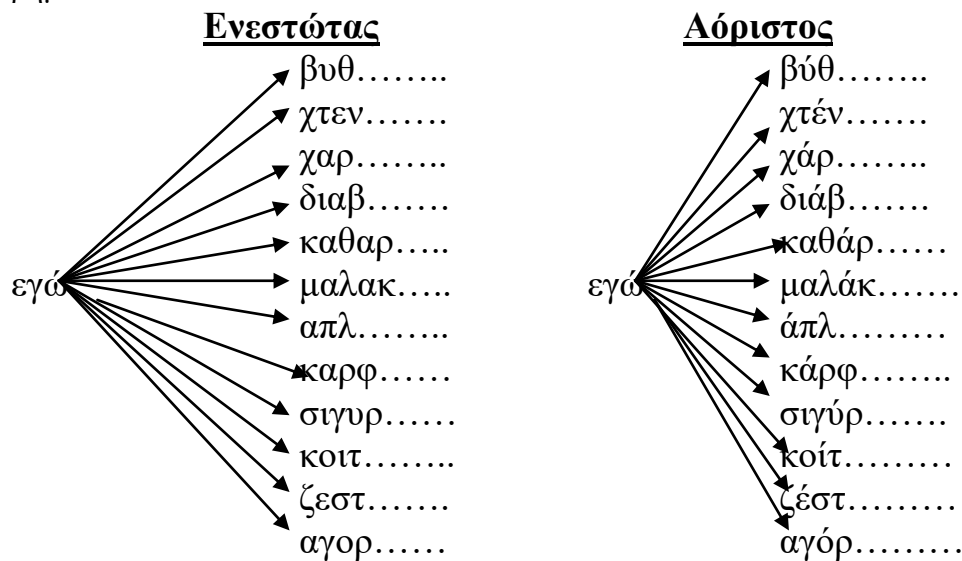 Ενεστώτας
βυθ……..
χτεν…….
χαρ……..
διαβ…….
καθαρ…..
εγώ
μαλακ…..
απλ……..
καρφ……
σιγυρ……
κοιτ……..
ζεστ……..
αγορ……
Αόριστος
βύθ……..
χτέν…….
χάρ……..
διάβ…….
καθάρ……
εγώ
μαλάκ…….
άπλ………
κάρφ……..
σιγύρ…….
κοίτ………
ζέστ………
αγόρ………